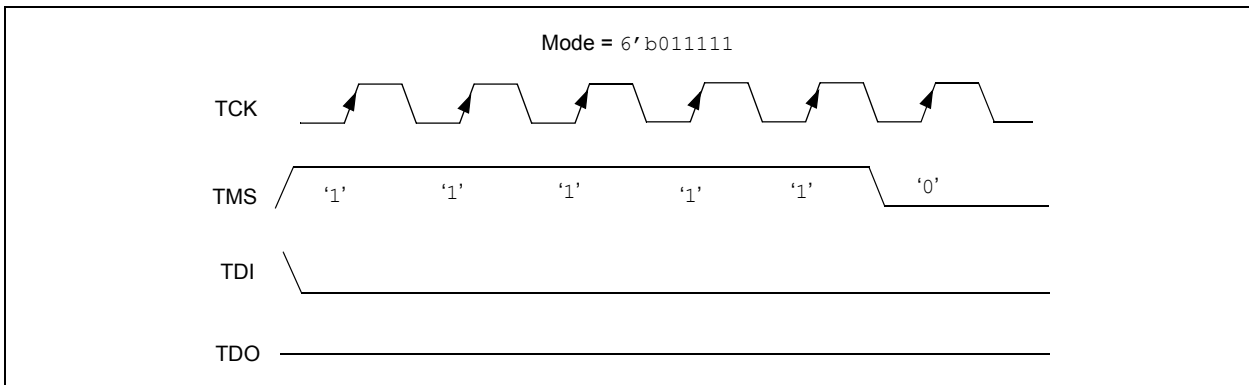 Mode = 6’b011111
TCK
TMS ‘1’ ‘1’ ‘1’ ‘1’ ‘1’ ‘0’
TDI
TDO